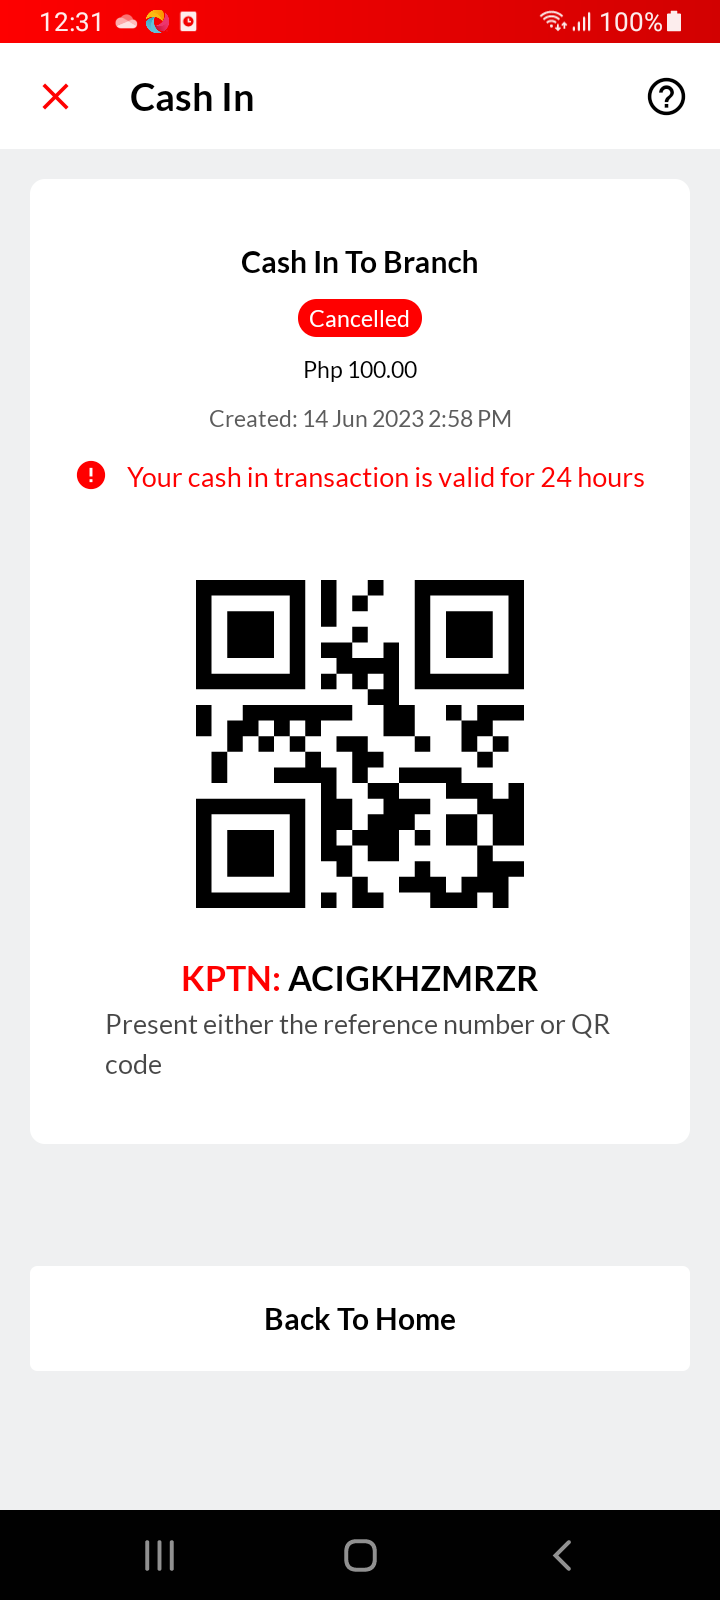 12:31
100%
Cash In
Cash In To Branch
Cancelled
Php 100.00
Created: 14 Jun 2023 2:58 PM
Your cash in transaction is valid for 24 hours
KPTN: ACIGKHZMRZR
Present either the reference number or QR
code
Back To Home